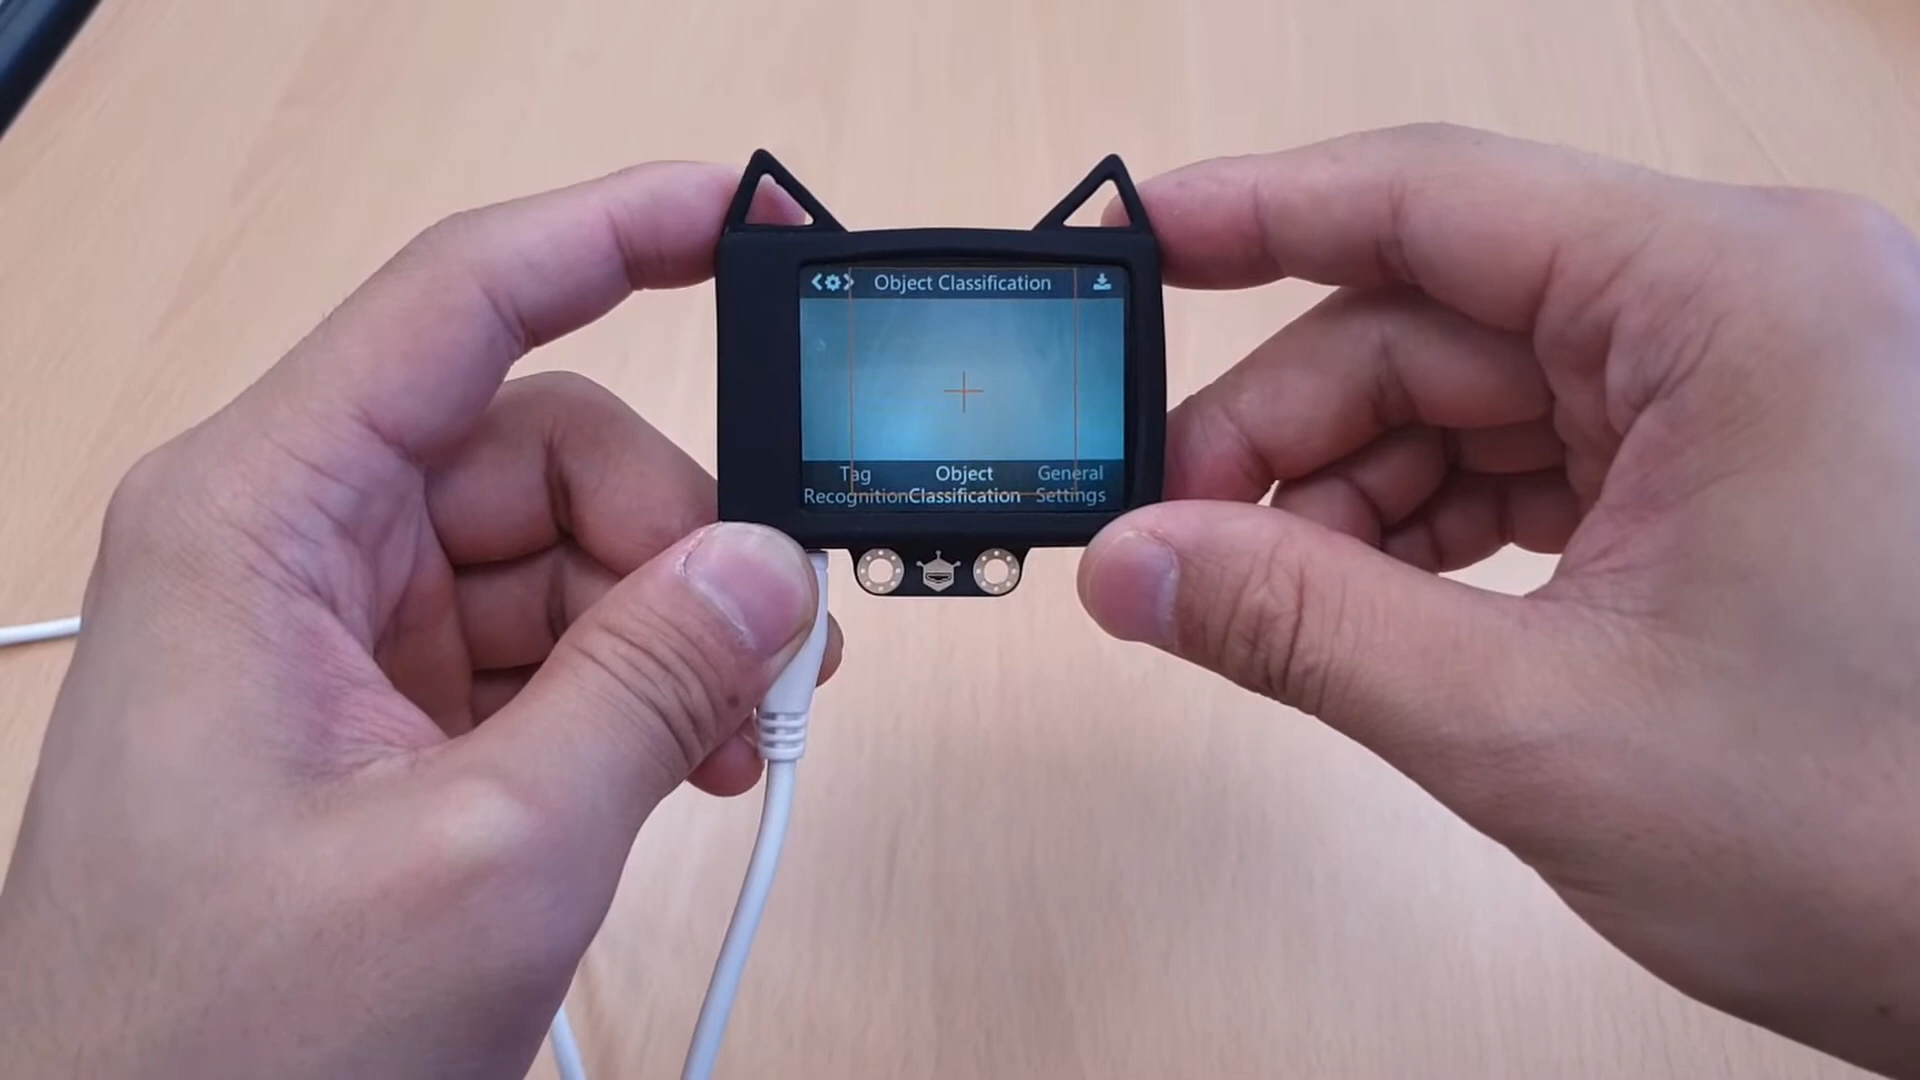 Object Classification
Tag Object General
Recognition Classification Settings